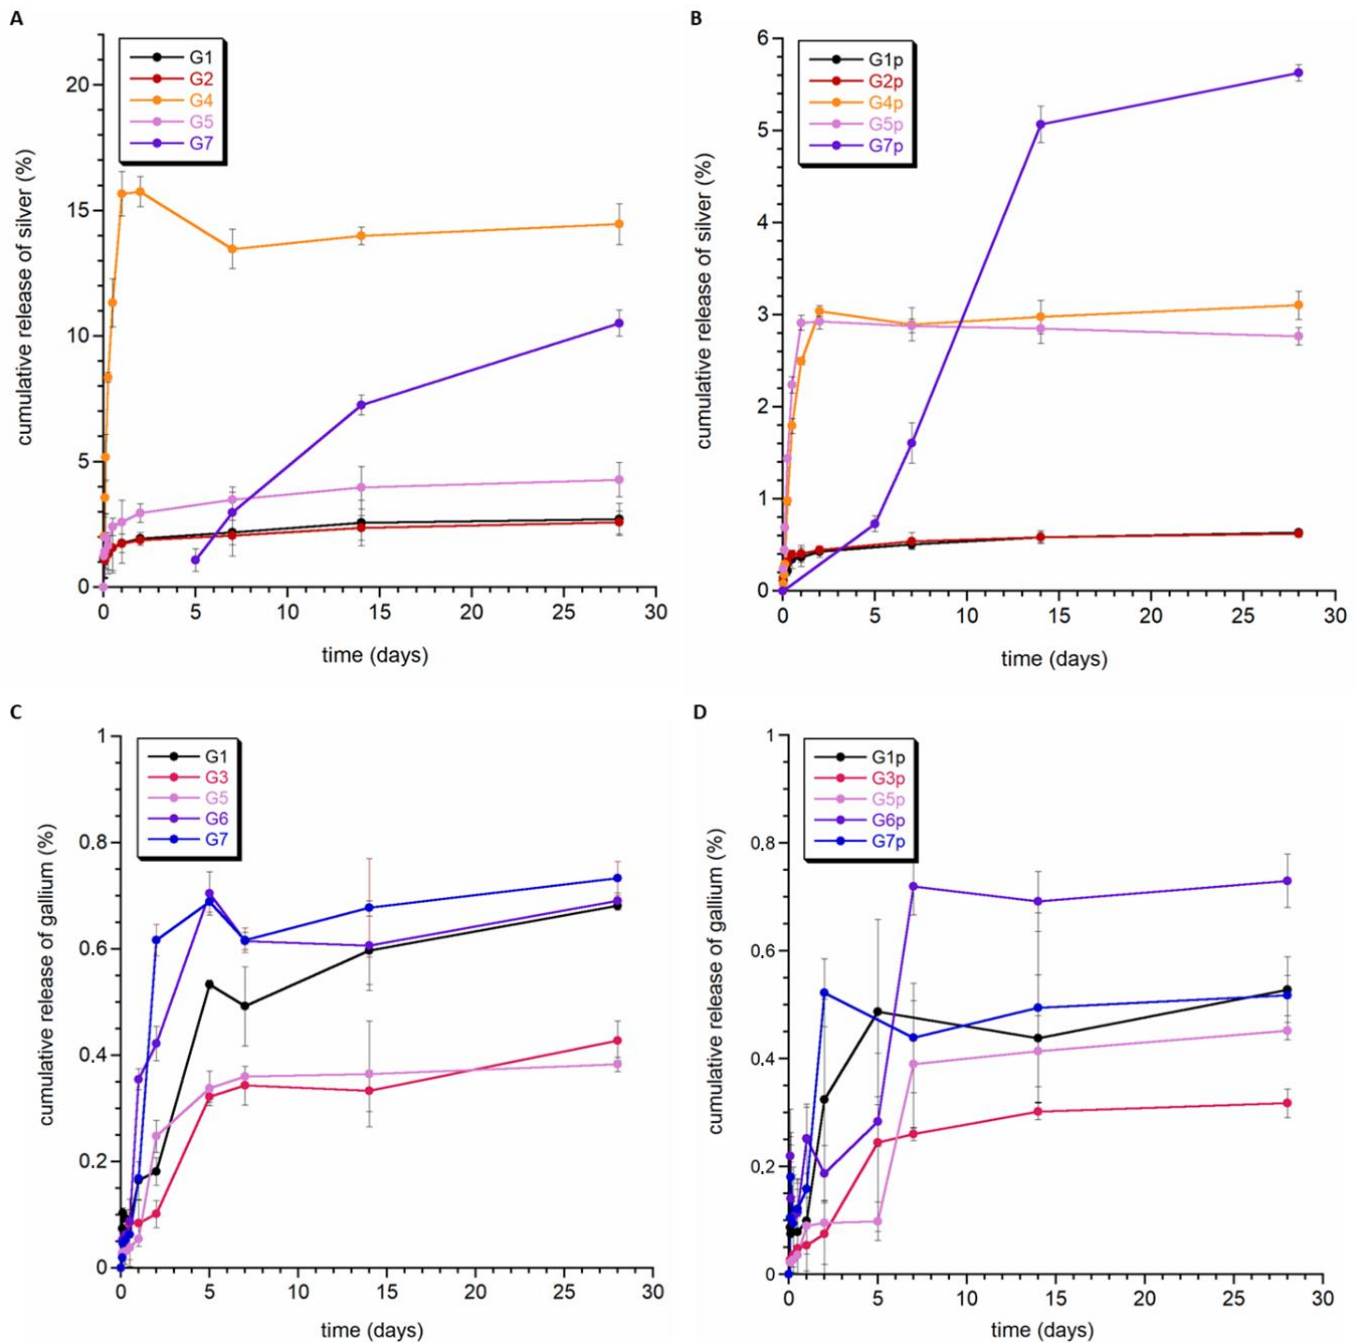 A
cumulative release of silver (%)
20
15
10
5
0
G1
G2
G4
G5
G7
0 5 10 15 20 25 30
time (days)
B
cumulative release of silver (%)
6
5
4
3
2
1
0
G1p
G2p
G4p
G5p
G7p
0 5 10 15 20 25 30
time (days)
C
cumulative release of gallium (%)
1
0.8
0.6
0.4
0.2
0
G1
G3
G5
G6
G7
0 5 10 15 20 25 30
time (days)
D
cumulative release of gallium (%)
1
0.8
0.6
0.4
0.2
0
G1p
G3p
G5p
G6p
G7p
0 5 10 15 20 25 30
time (days)